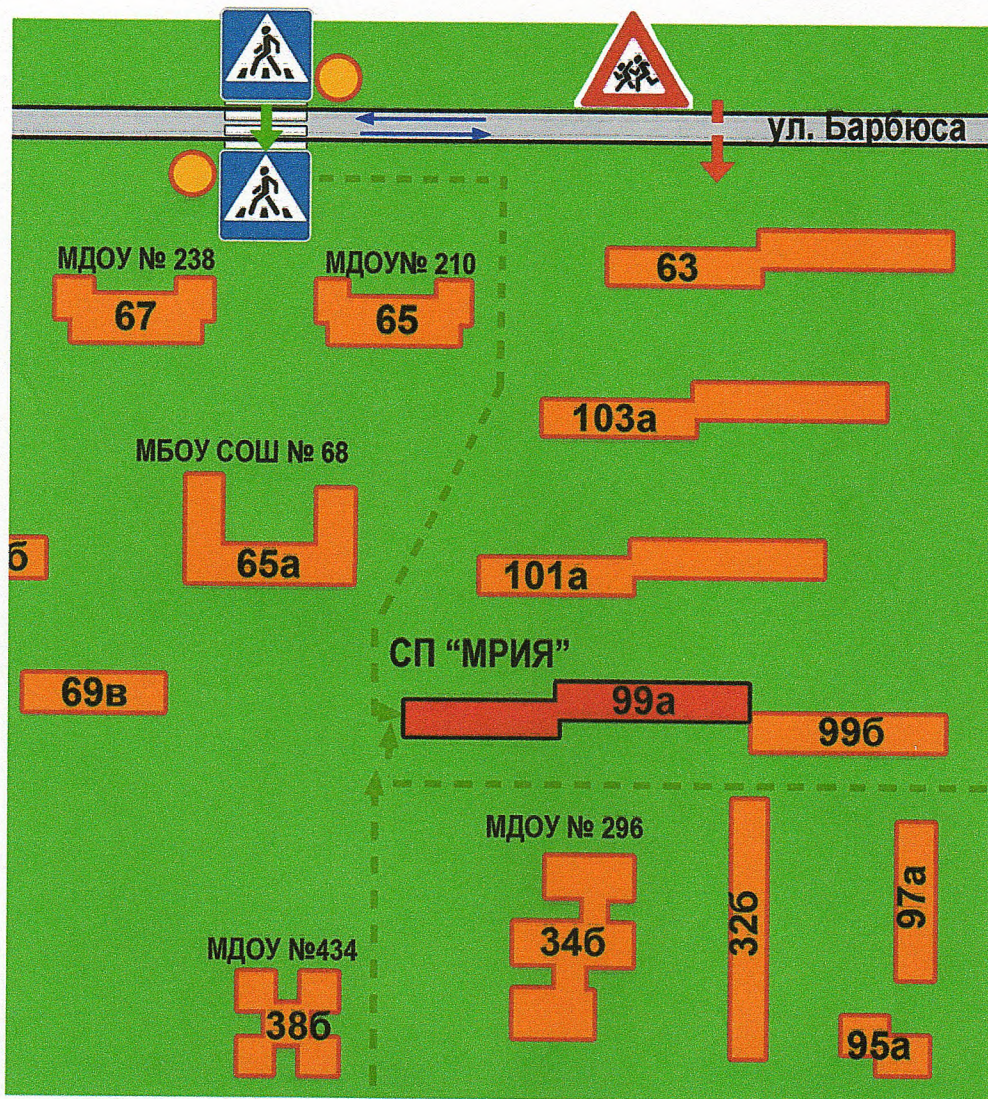 ул. Барбюса
МДОУ № 238
67
МДОУ№ 210
65
63
103а
МБОУ СОШ № 68
65а
б
101а
СП “МРИЯ”
69в
99а
99б
МДОУ № 296
34б
32б
97а
МДОУ №434
38б
95а